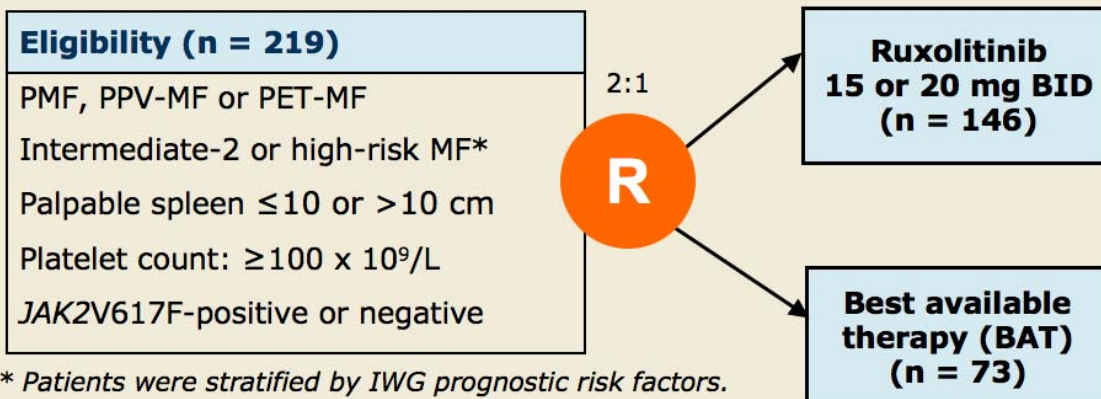 Eligibility (n = 219)
PMF, PPV-MF or PET-MF
Intermediate-2 or high-risk MF*
Palpable spleen ≤10 or >10 cm
Platelet count: ≥100 x 10⁹/L
JAK2V617F-positive or negative
* Patients were stratified by IWG prognostic risk factors.
2:1
R
Ruxolitinib
15 or 20 mg BID
(n = 146)
Best available
therapy (BAT)
(n = 73)